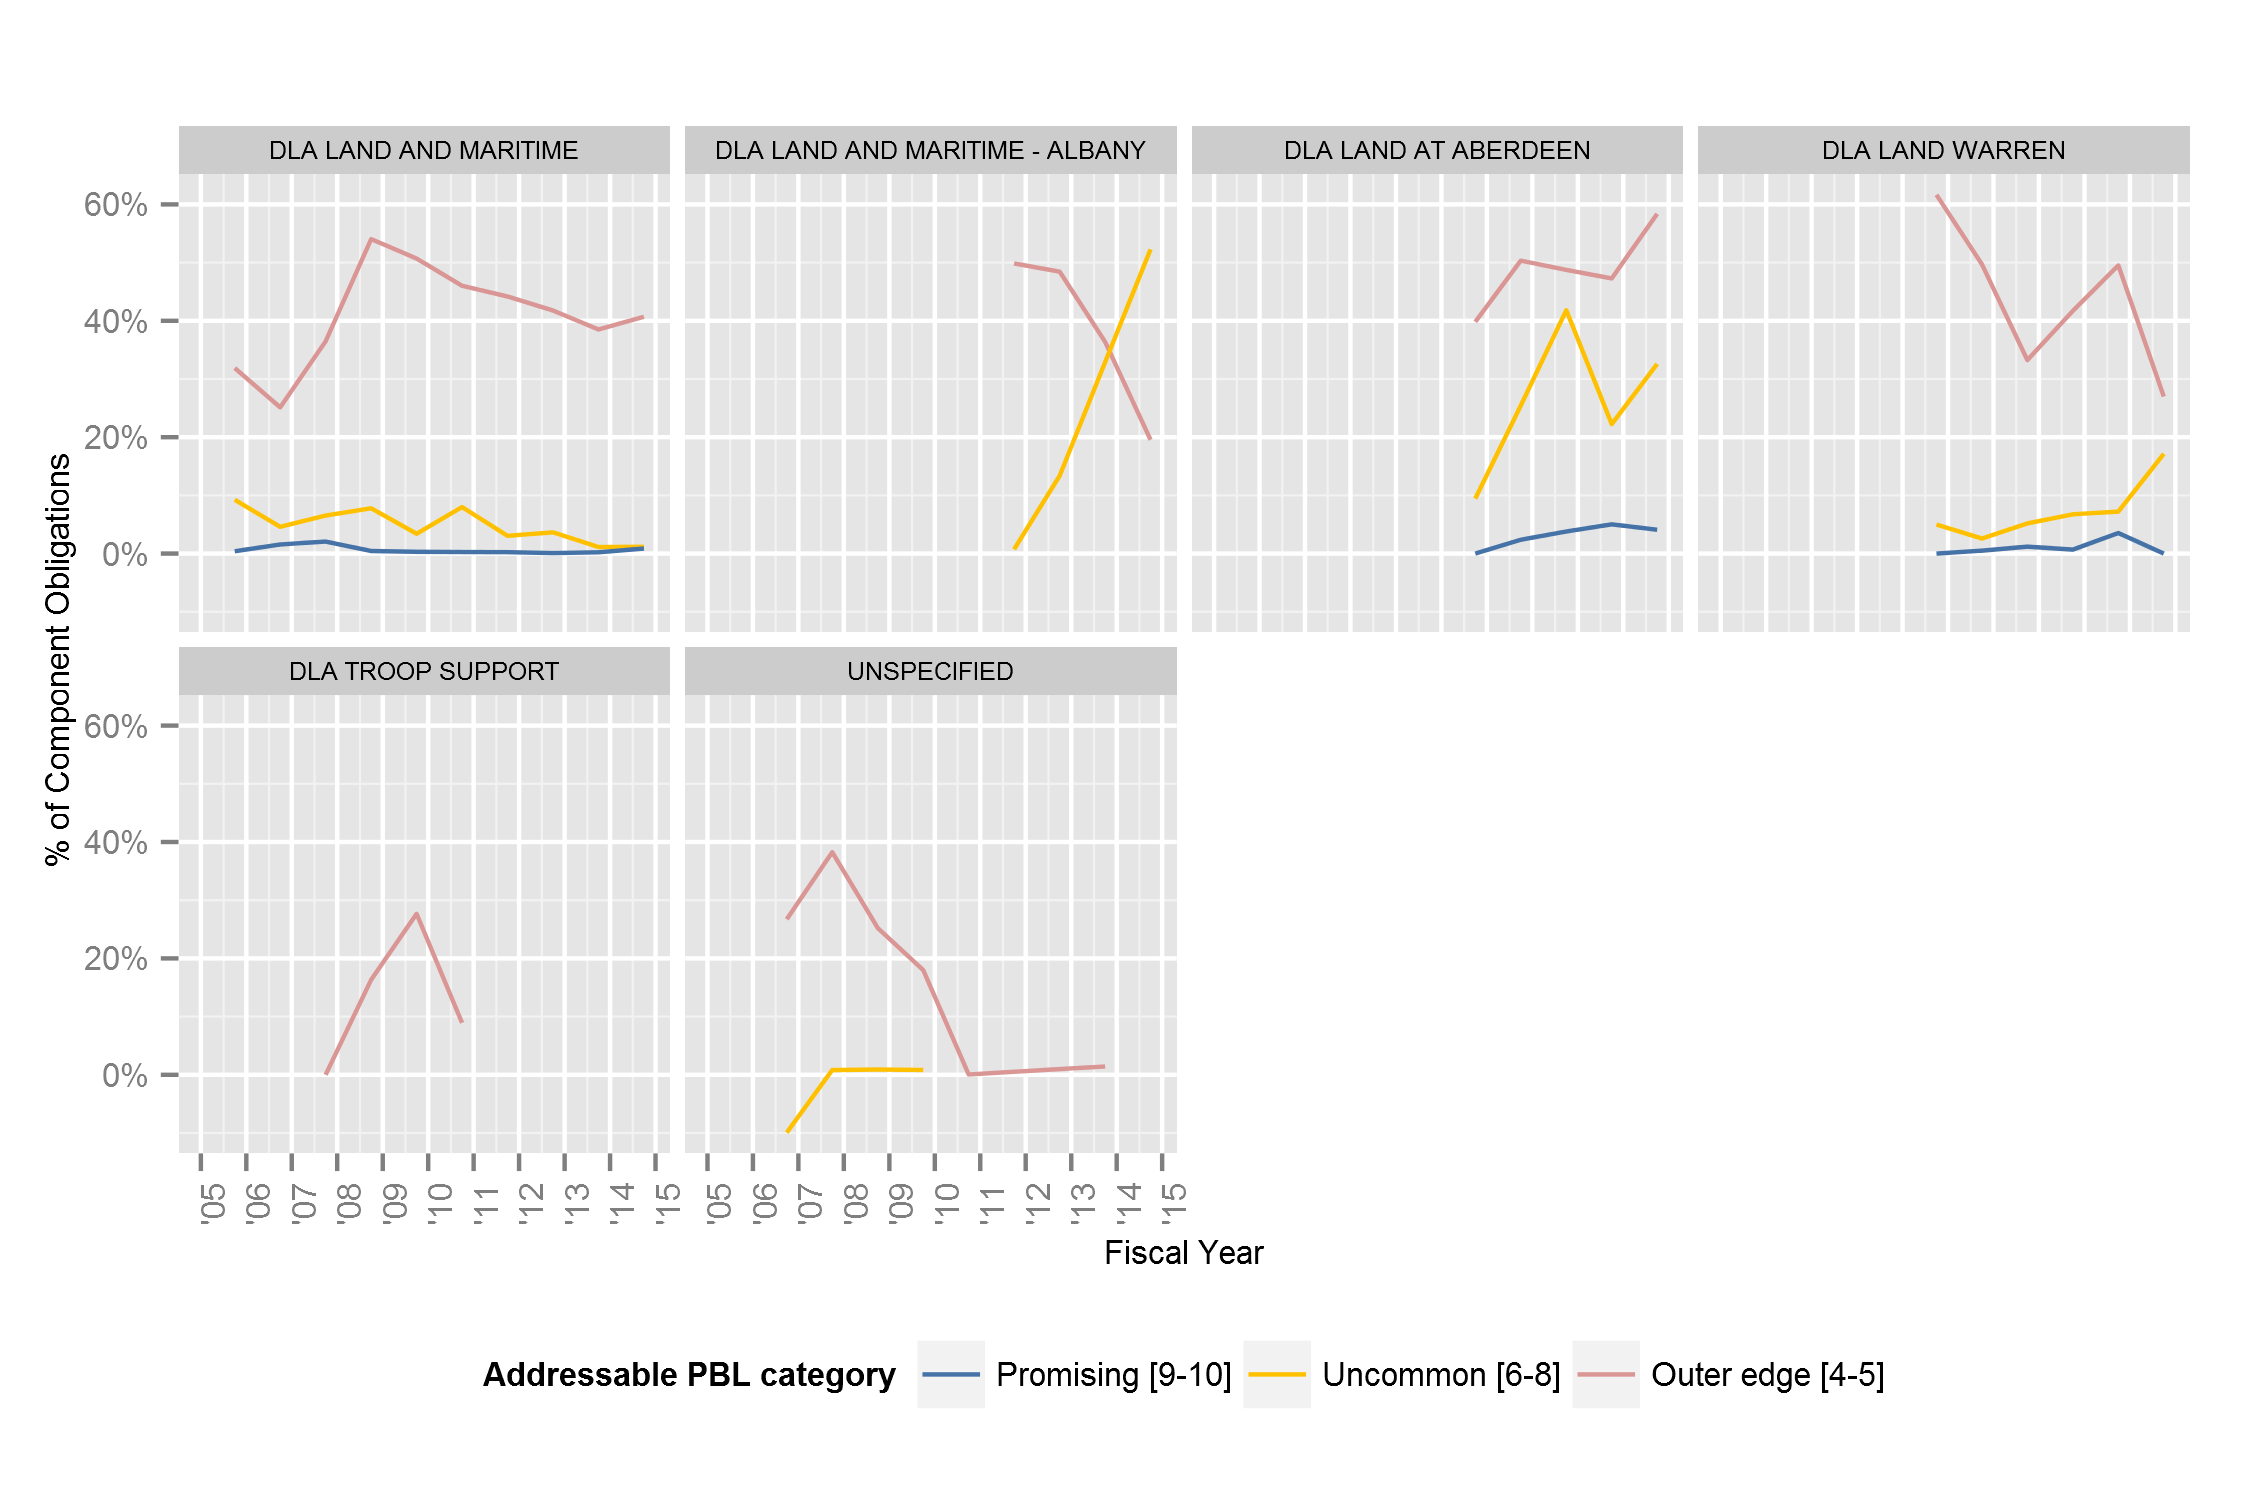 DLA LAND AND MARITIME
DLA LAND AND MARITIME - ALBANY
DLA LAND AT ABERDEEN
DLA LAND WARREN
60%
40%
20%
0%
% of Component Obligations
DLA TROOP SUPPORT
UNSPECIFIED
60%
40%
20%
0%
'05 '06 '07 '08 '09 '10 '11 '12 '13 '14 '15
'05 '06 '07 '08 '09 '10 '11 '12 '13 '14 '15
Fiscal Year
Addressable PBL category Promising [9-10] Uncommon [6-8] Outer edge [4-5]